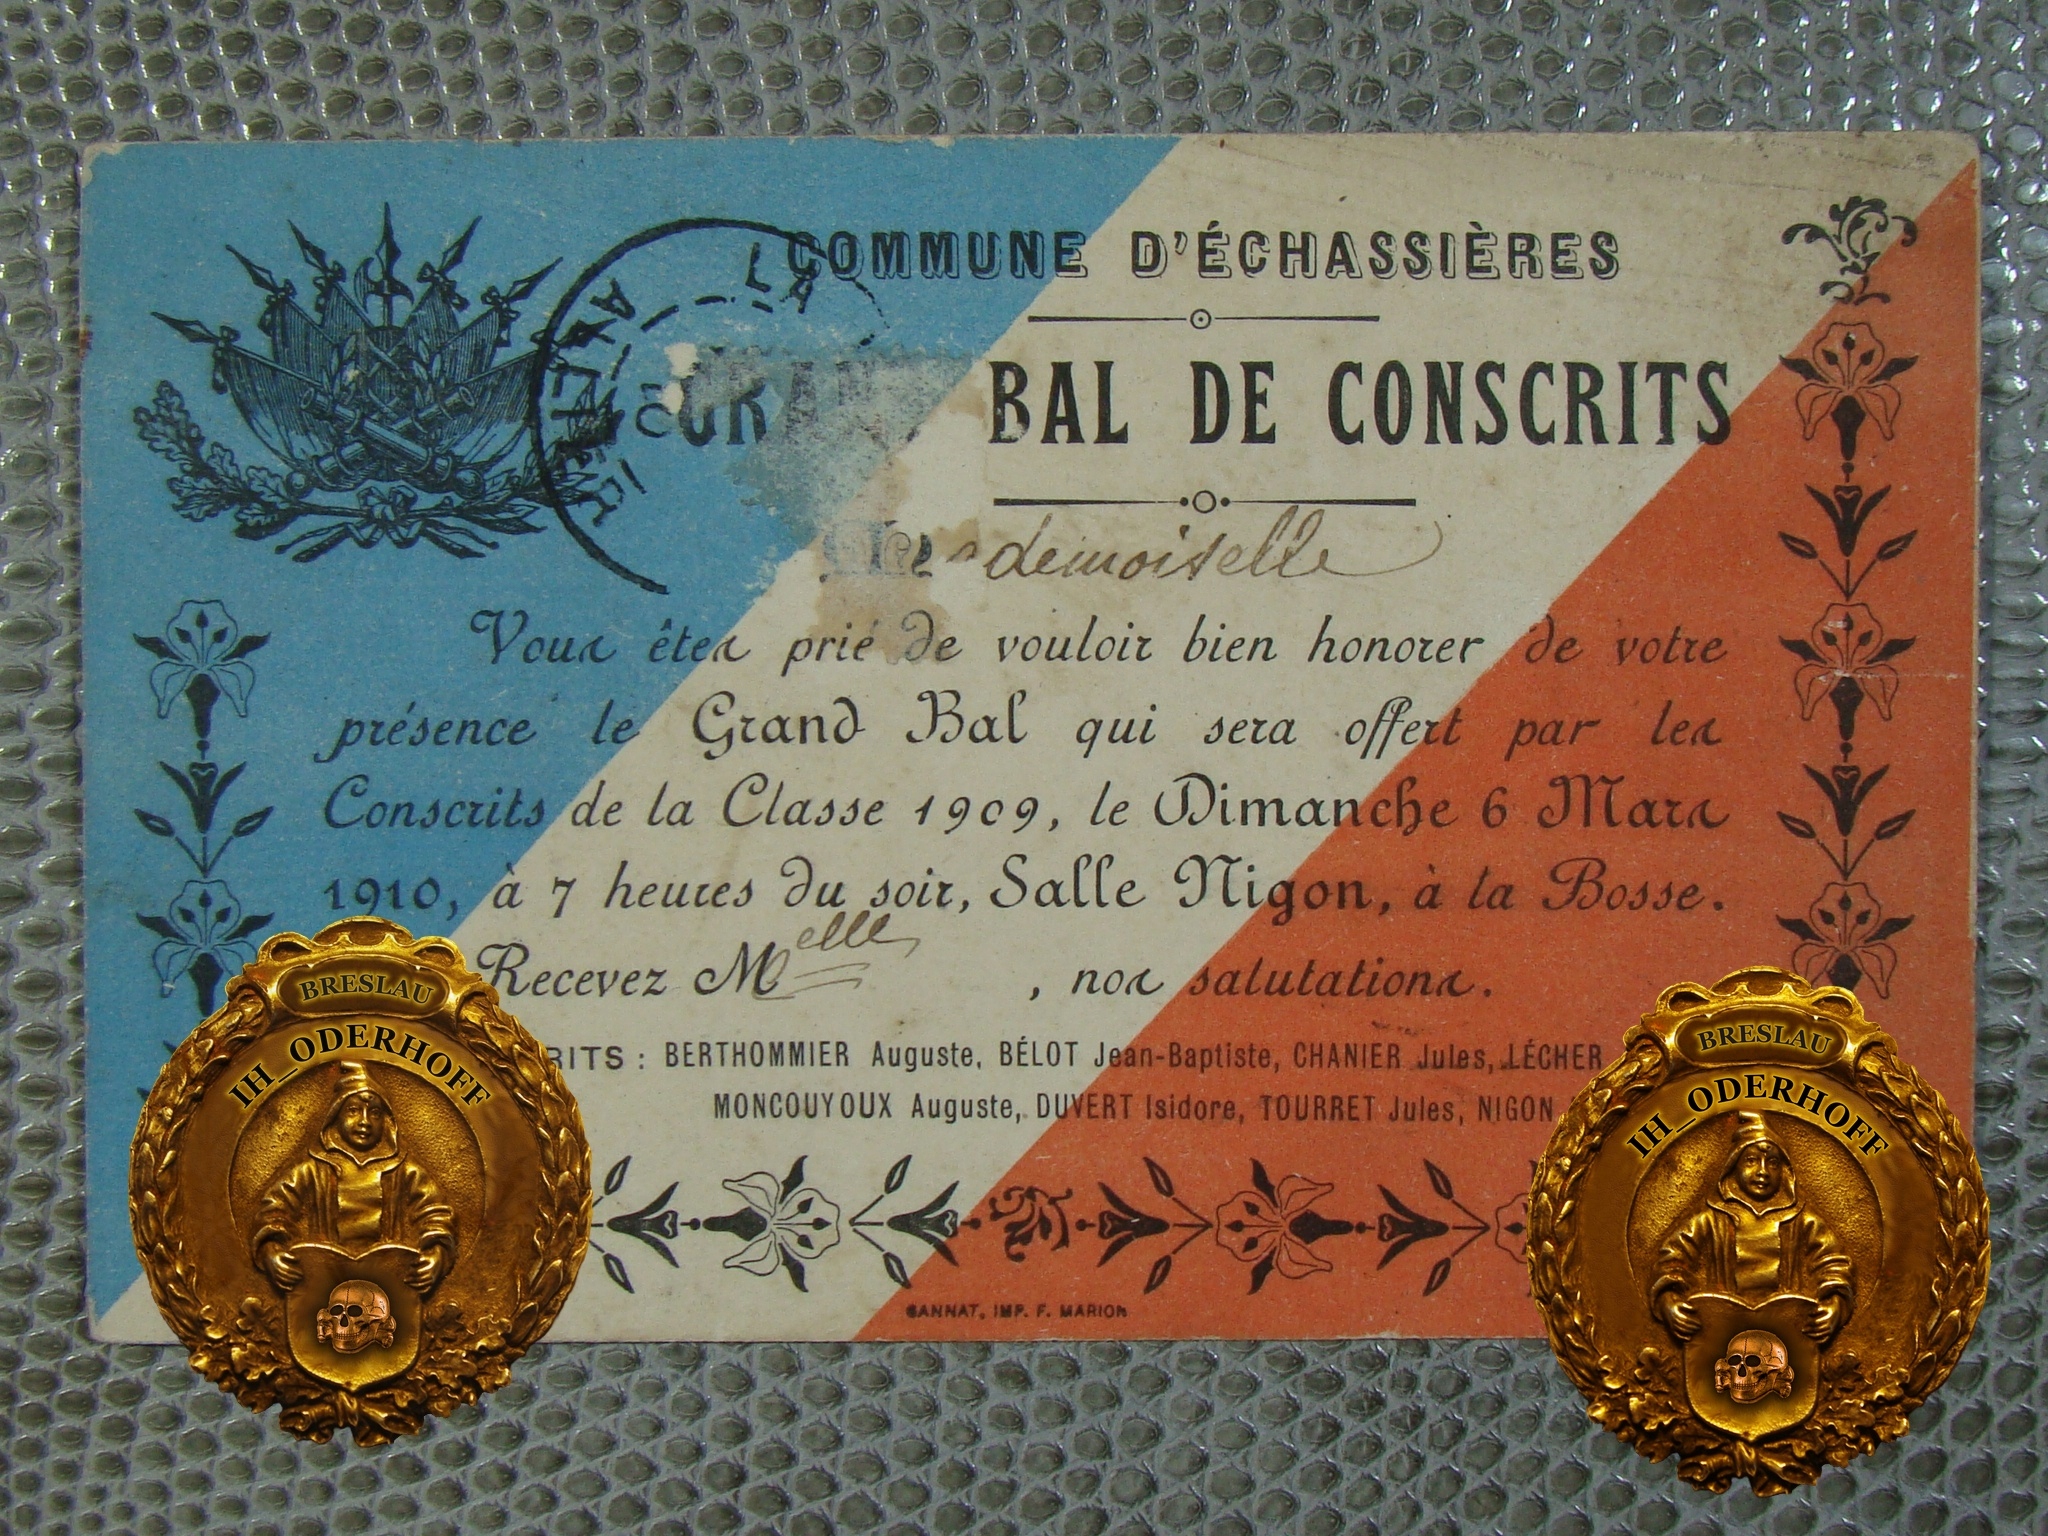 COMMUNE D'ÉCHASSIÈRES
GRAND BAL DE CONSCRITS
demoiselle
Vous êtes prié de vouloir bien honorer de votre
présence le Grand Bal qui sera offert par les
Conscrits de la Classe 1909, le Dimanche 6 Mars
1910, à 7 heures du soir, Salle Nigon, à la Bosse.
Recevez Melle , nos salutations.
RITS : BERTHOMMIER Auguste, BÉLOT Jean-Baptiste, CHANIER Jules, LÉCHER
MONCOUYOUX Auguste, DUVERT Isidore, TOURRET Jules, NIGON
GANNAT, IMP. F. MARION
BRESLAU
IH_ODERHOFF
BRESLAU
IH_ODERHOFF